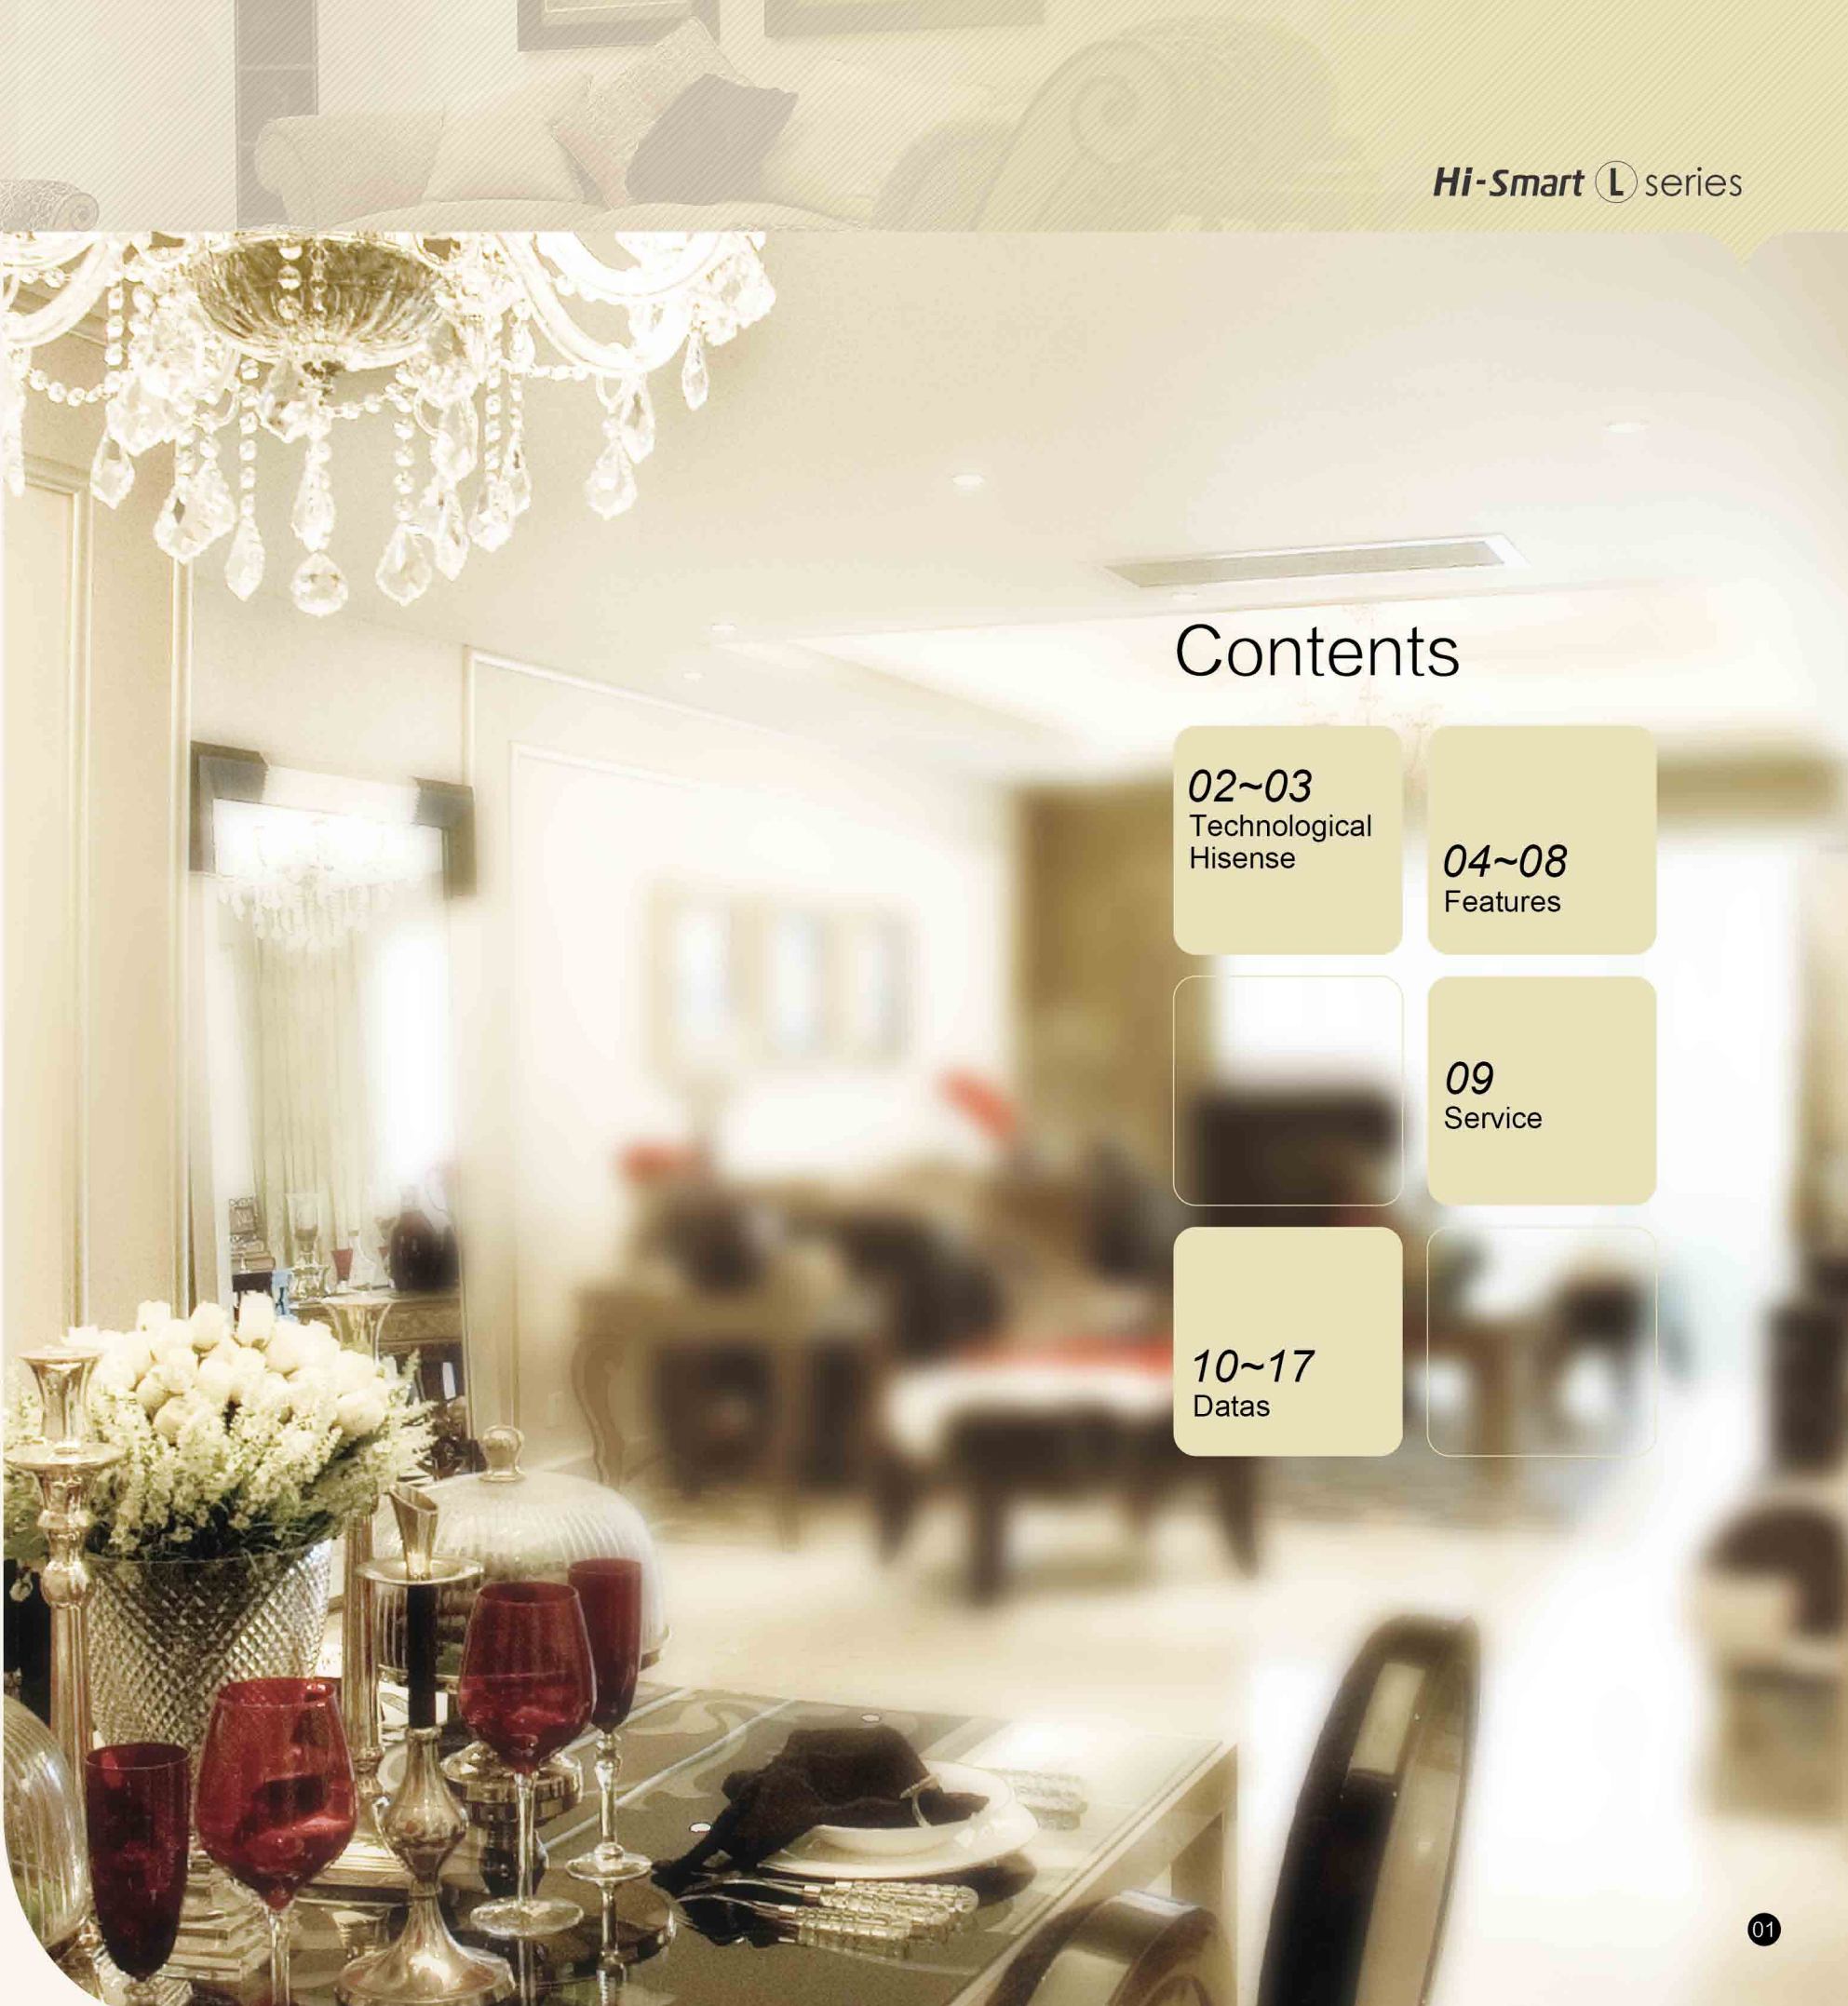 Hi-Smart L series
Contents
02~03
Technological
Hisense
04~08
Features
09
Service
10~17
Datas
01